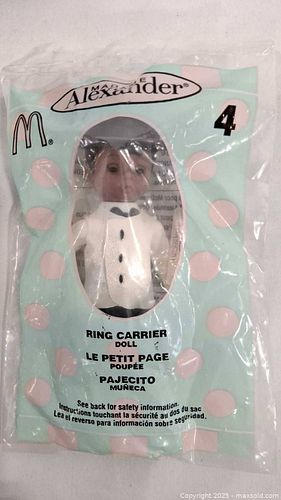 MADAME
Alexander®
M®
4
RING CARRIER
DOLL
LE PETIT PAGE
POUPÉE
PAJECITO
MUÑECA
See back for safety information.
Instructions touchant la sécurité au dos du sac
Lea el reverso para información sobre seguridad.
Copyright 2025 - maxsold.com